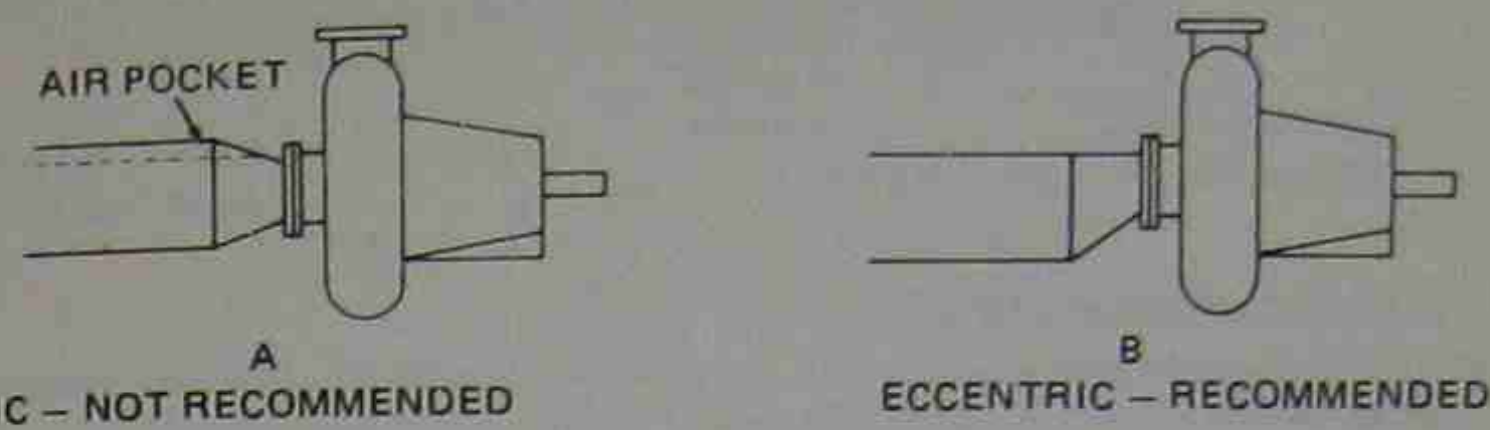 AIR POCKET
A
C – NOT RECOMMENDED
B
ECCENTRIC – RECOMMENDED